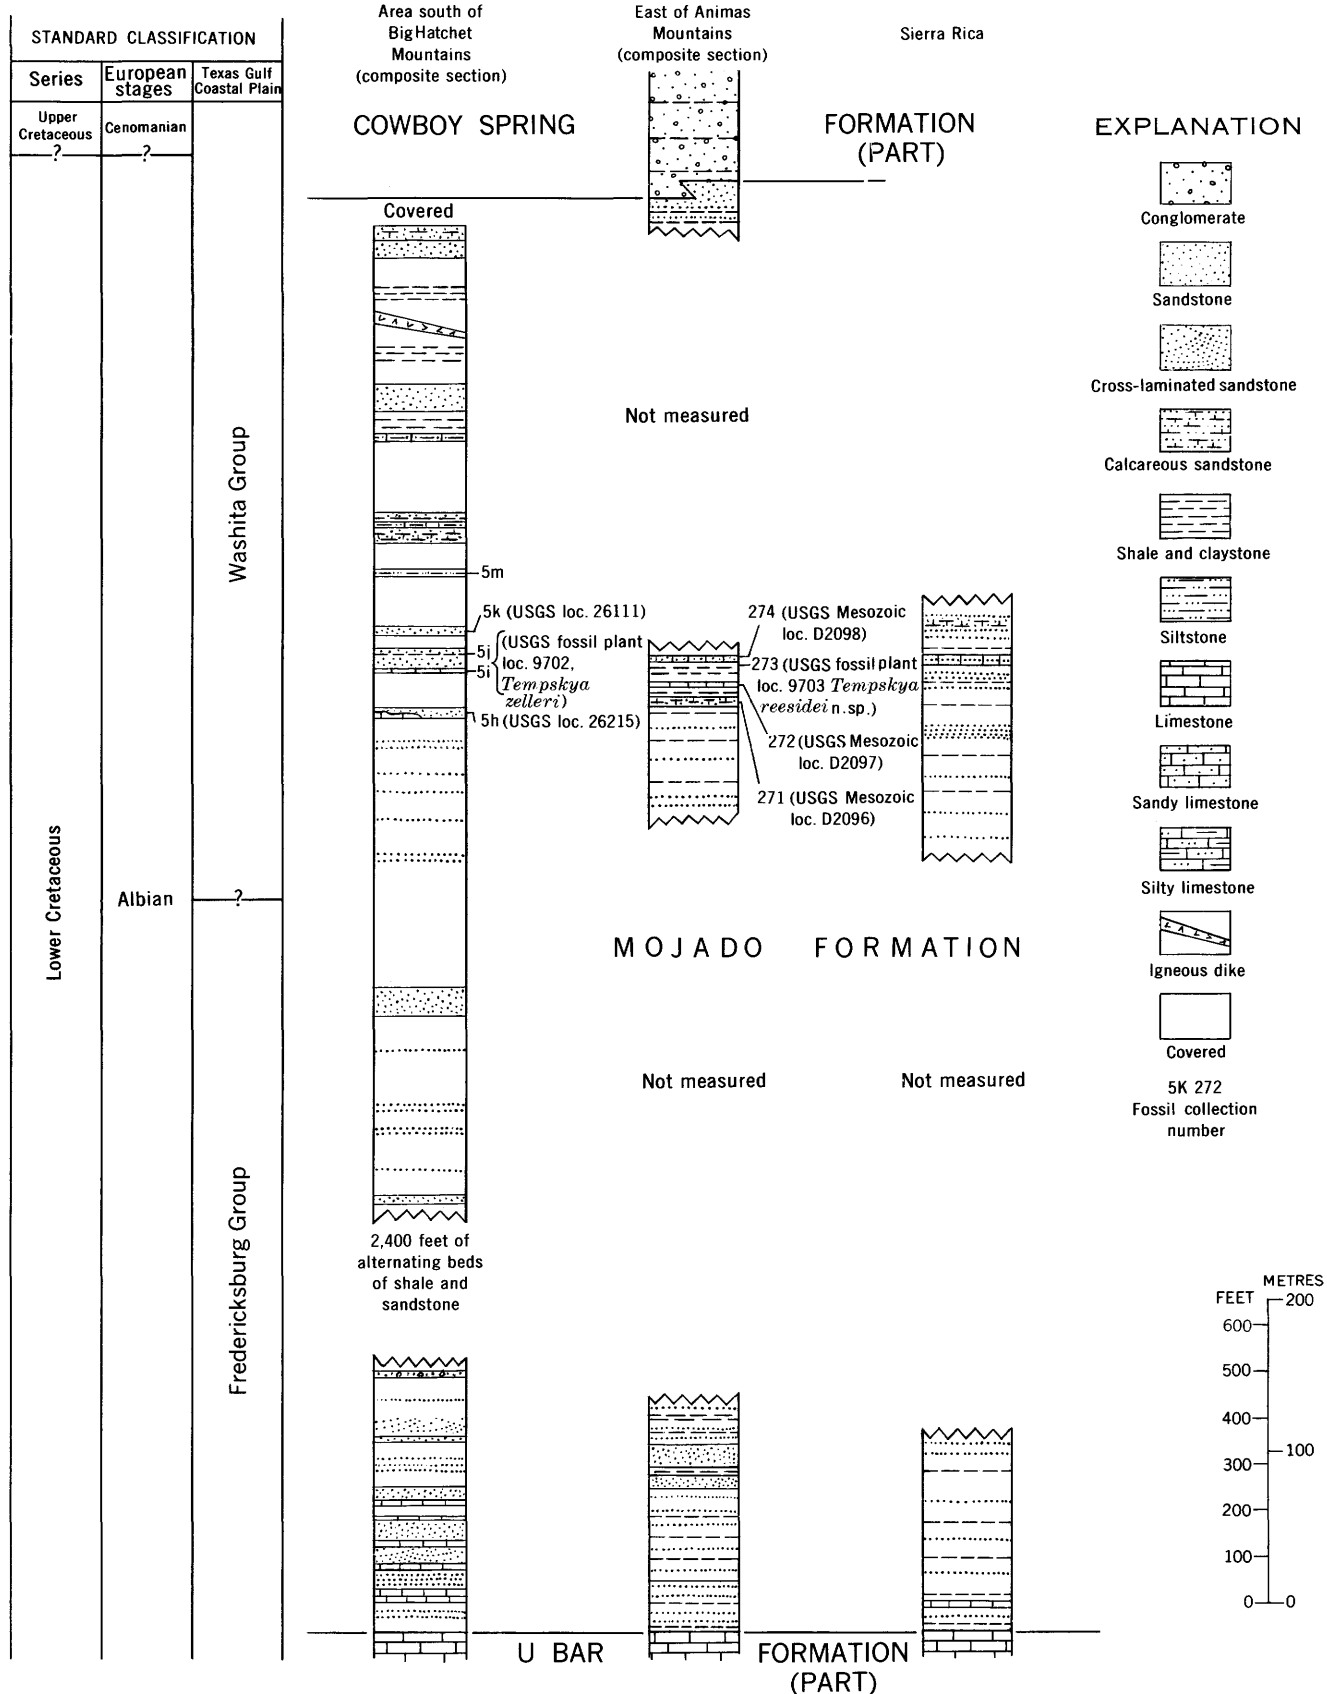 STANDARD CLASSIFICATION
Series
European
stages
Texas Gulf
Coastal Plain
Upper
Cretaceous
Cenomanian
?
?
Washita Group
Lower Cretaceous
Albian
?
Fredericksburg Group
Area south of
Big Hatchet
Mountains
(composite section)
East of Animas
Mountains
(composite section)
Sierra Rica
COWBOY SPRING
FORMATION
(PART)
Covered
Not measured
5m
5k (USGS loc. 26111)
5j
5i
(USGS fossil plant
loc. 9702,
Tempskya
zelleri)
5h (USGS loc. 26215)
274 (USGS Mesozoic
loc. D2098)
273 (USGS fossil plant
loc. 9703 Tempskya
reesidei n. sp.)
272 (USGS Mesozoic
loc. D2097)
271 (USGS Mesozoic
loc. D2096)
MOJADO FORMATION
Not measured
Not measured
2,400 feet of
alternating beds
of shale and
sandstone
U BAR
FORMATION
(PART)
EXPLANATION
Conglomerate
Sandstone
Cross-laminated sandstone
Calcareous sandstone
Shale and claystone
Siltstone
Limestone
Sandy limestone
Silty limestone
Igneous dike
Covered
5K 272
Fossil collection
number
METRES
FEET
200
600
500
400
100
300
200
100
0
0